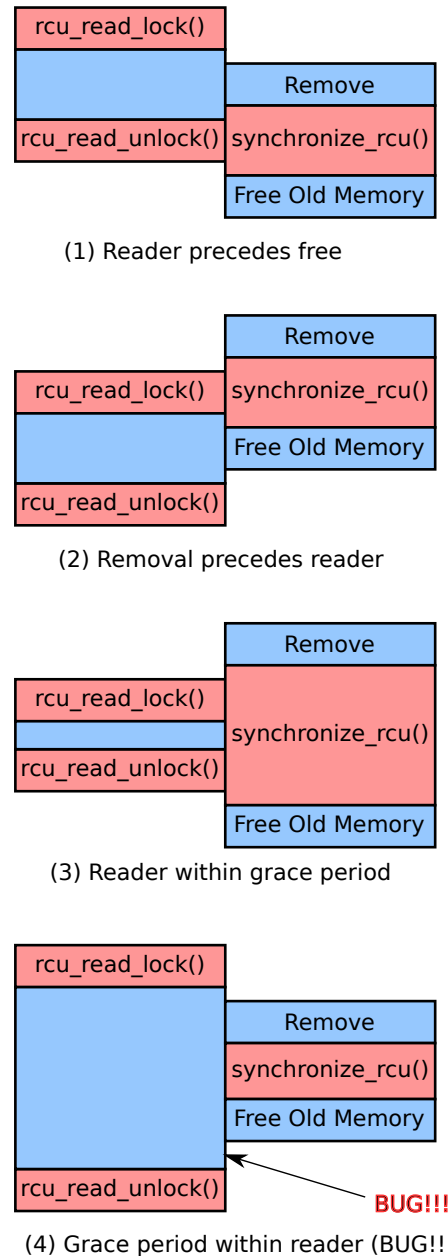 rcu_read_lock()
Remove
rcu_read_unlock()
synchronize_rcu()
Free Old Memory
(1) Reader precedes free
Remove
rcu_read_lock()
synchronize_rcu()
Free Old Memory
rcu_read_unlock()
(2) Removal precedes reader
Remove
rcu_read_lock()
synchronize_rcu()
rcu_read_unlock()
Free Old Memory
(3) Reader within grace period
rcu_read_lock()
Remove
synchronize_rcu()
Free Old Memory
rcu_read_unlock()
BUG!!!
(4) Grace period within reader (BUG!!